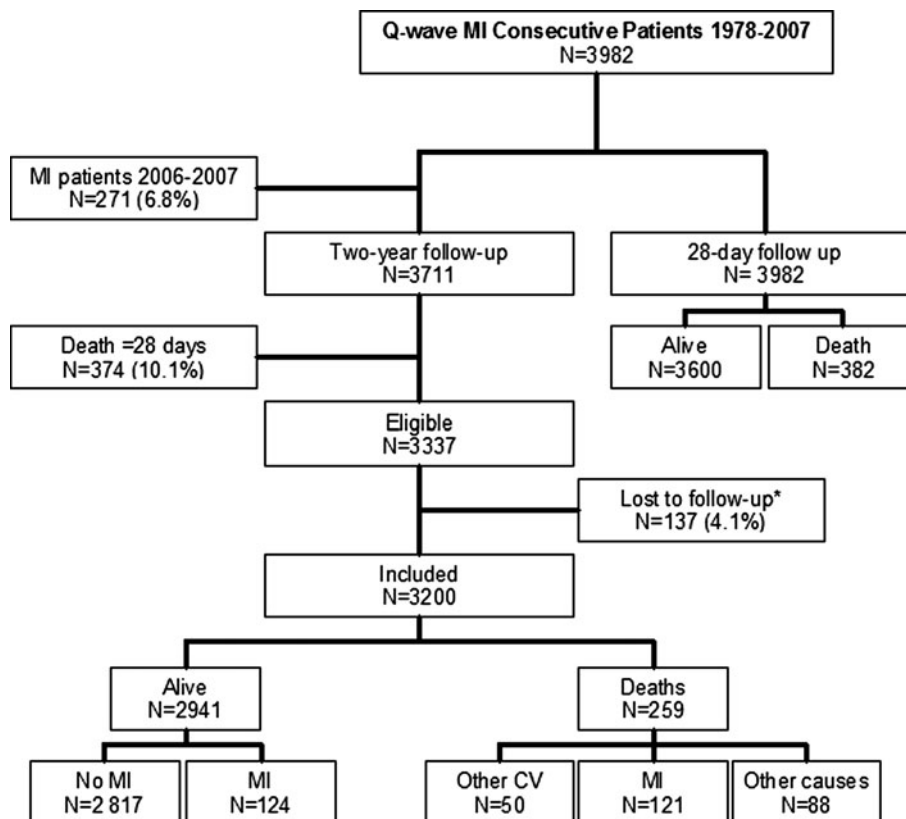 Q-wave MI Consecutive Patients 1978-2007
N=3982
MI patients 2006-2007
N=271 (6.8%)
Two-year follow-up
N=3711
28-day follow up
N= 3982
Death =28 days
N=374 (10.1%)
Alive
N=3600
Death
N=382
Eligible
N=3337
Lost to follow-up*
N=137 (4.1%)
Included
N=3200
Alive
N=2941
Deaths
N=259
No MI
N=2 817
MI
N=124
Other CV
N=50
MI
N=121
Other causes
N=88